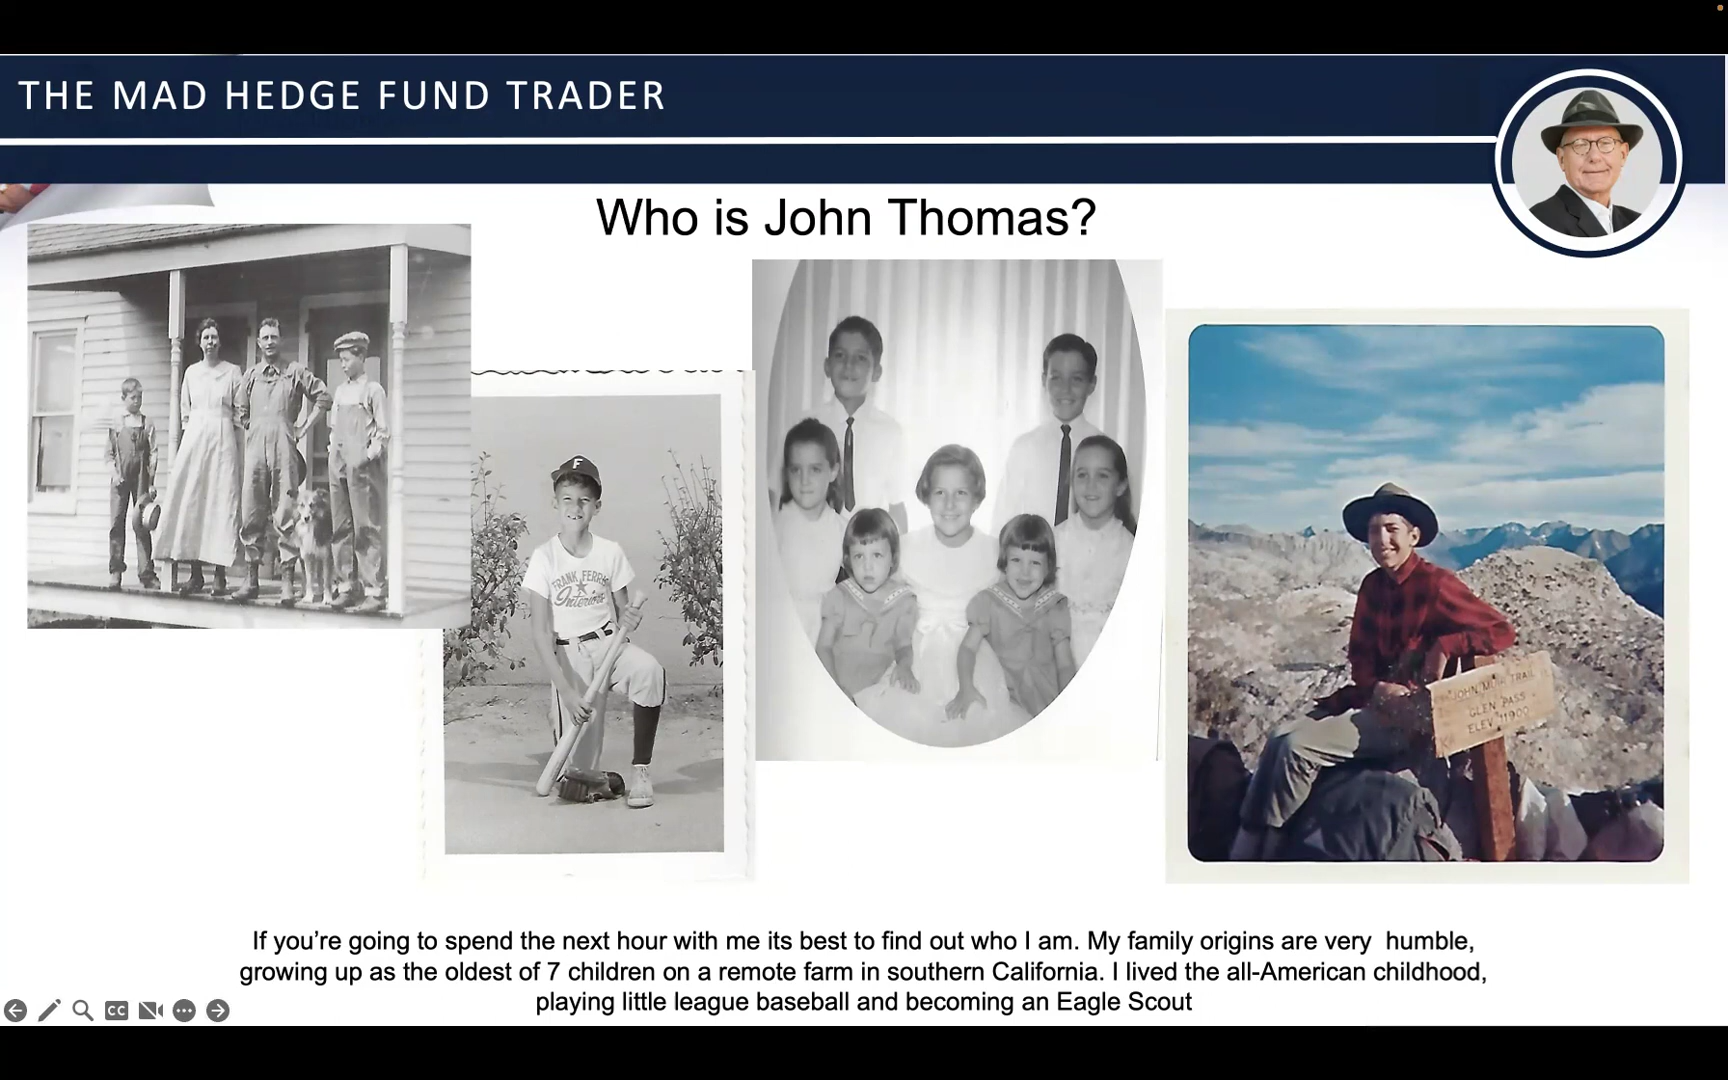 THE MAD HEDGE FUND TRADER
Who is John Thomas?
F
FRANK FERR
Interiors
JOHN MUIR TRAIL
GLEN PASS
ELEV 11900
If you're going to spend the next hour with me its best to find out who I am. My family origins are very  humble,
growing up as the oldest of 7 children on a remote farm in southern California. I lived the all-American childhood,
playing little league baseball and becoming an Eagle Scout
CC